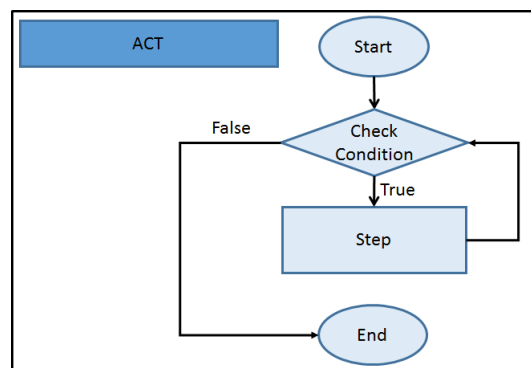 ACT
Start
False
Check
Condition
True
Step
End